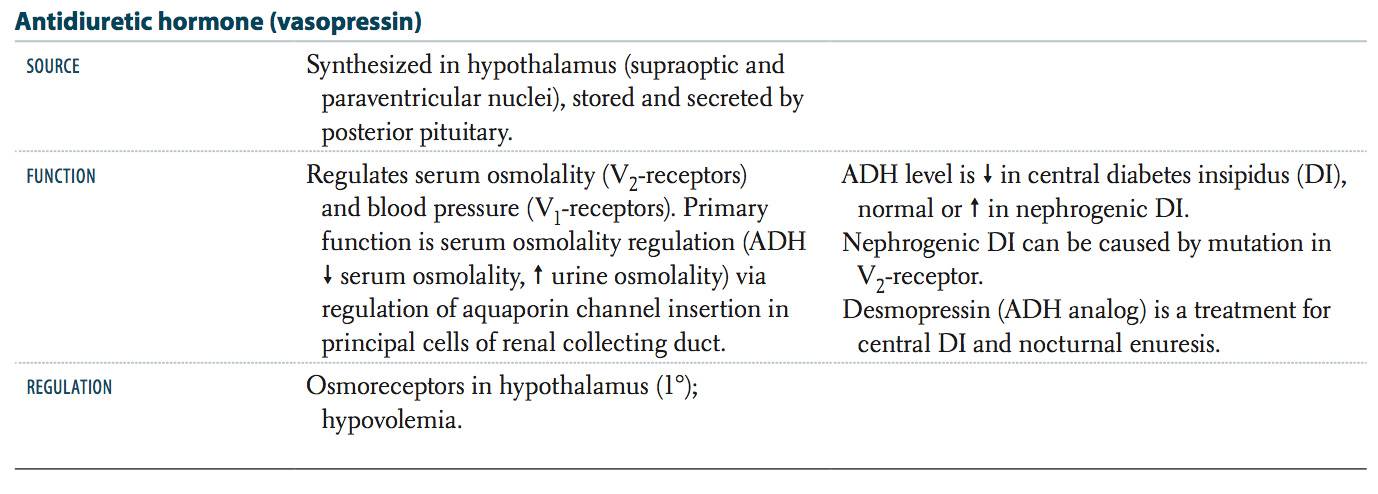 Antidiuretic hormone (vasopressin)
SOURCE
Synthesized in hypothalamus (supraoptic and
paraventricular nuclei), stored and secreted by
posterior pituitary.
FUNCTION
Regulates serum osmolality (V₂-receptors)
and blood pressure (V₁-receptors). Primary
function is serum osmolality regulation (ADH
↓ serum osmolality, ↑ urine osmolality) via
regulation of aquaporin channel insertion in
principal cells of renal collecting duct.
ADH level is ↓ in central diabetes insipidus (DI),
normal or ↑ in nephrogenic DI.
Nephrogenic DI can be caused by mutation in
V₂-receptor.
Desmopressin (ADH analog) is a treatment for
central DI and nocturnal enuresis.
REGULATION
Osmoreceptors in hypothalamus (1°);
hypovolemia.